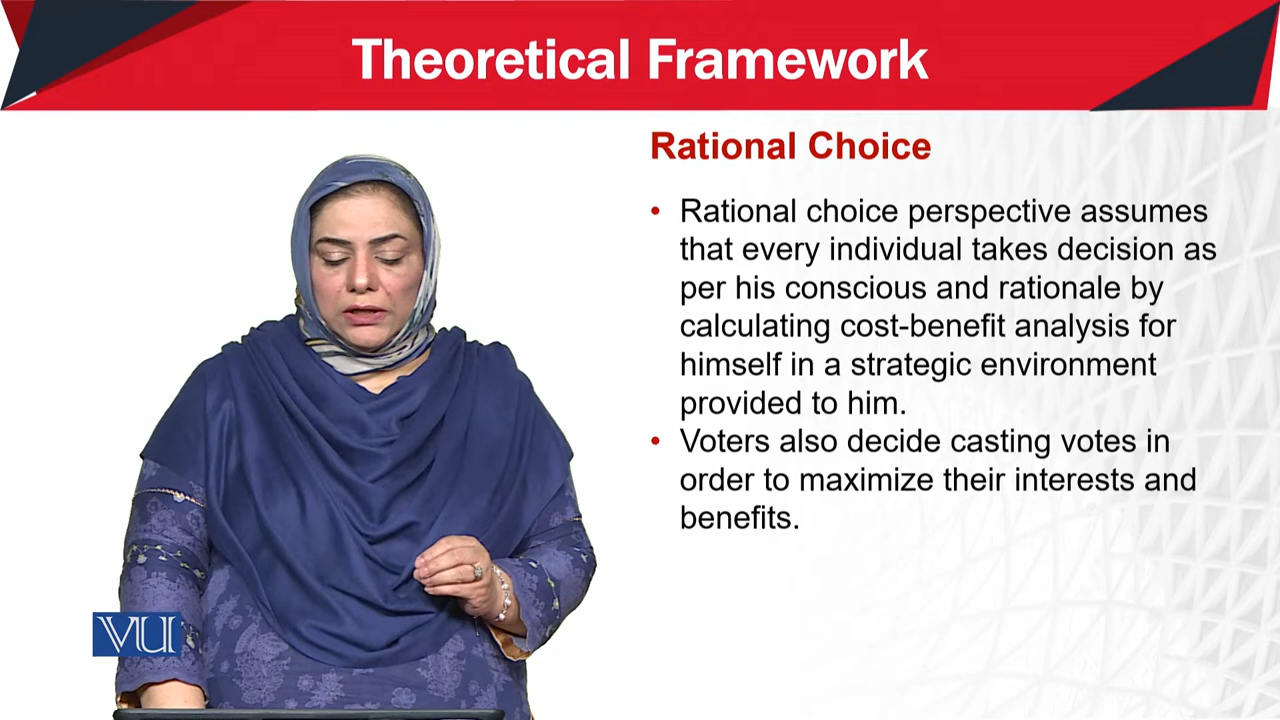 Theoretical Framework
Rational Choice
• Rational choice perspective assumes
that every individual takes decision as
per his conscious and rationale by
calculating cost-benefit analysis for
himself in a strategic environment
provided to him.
• Voters also decide casting votes in
order to maximize their interests and
benefits.
VU